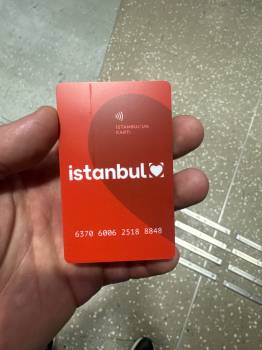 İSTANBUL'UN
KARTI
istanbul
6370 6006 2518 8848